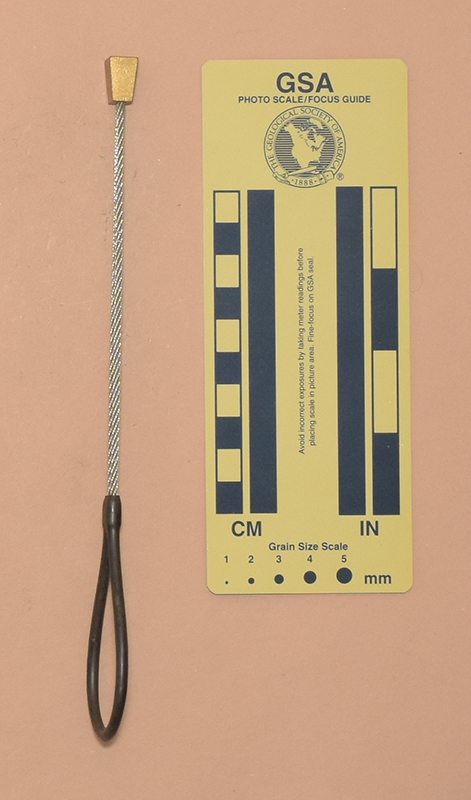 GSA
PHOTO SCALE/FOCUS GUIDE
THE GEOLOGICAL SOCIETY OF AMERICA
• 1888 •
®
Avoid incorrect exposures by taking meter readings before
placing scale in picture area. Fine-focus on GSA seal.
CM
IN
Grain Size Scale
1 2 3 4 5
mm